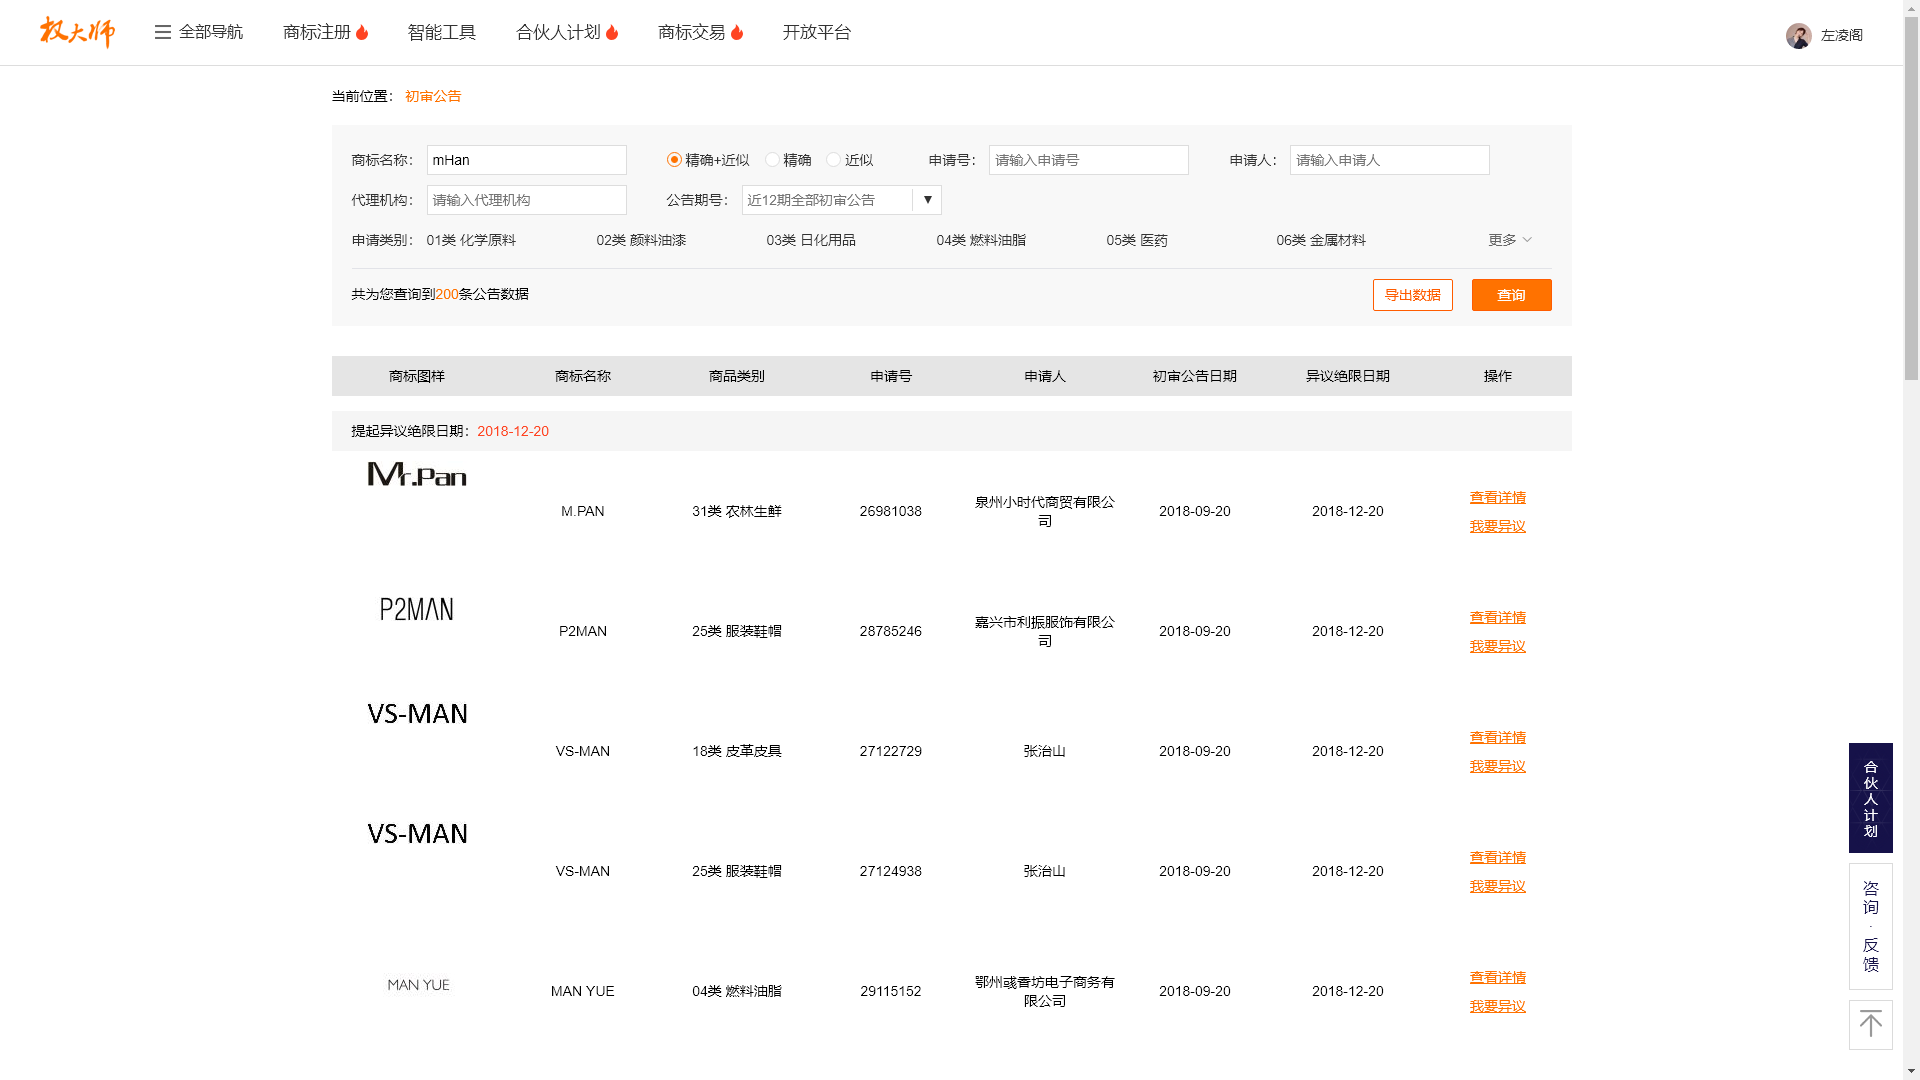 权大师
全部导航
商标注册
智能工具
合伙人计划
商标交易
开放平台
左凌阁
当前位置： 初审公告
商标名称： mHan 精确+近似 精确 近似 申请号： 请输入申请号 申请人： 请输入申请人
代理机构： 请输入代理机构 公告期号： 近12期全部初审公告 ▼
申请类别： 01类 化学原料 02类 颜料油漆 03类 日化用品 04类 燃料油脂 05类 医药 06类 金属材料 更多
共为您查询到200条公告数据 导出数据 查询
商标图样 商标名称 商品类别 申请号 申请人 初审公告日期 异议绝限日期 操作
提起异议绝限日期：2018-12-20
Mr.Pan
M.PAN 31类 农林生鲜 26981038 泉州小时代商贸有限公
司 2018-09-20 2018-12-20 查看详情
我要异议
P2MAN
P2MAN 25类 服装鞋帽 28785246 嘉兴市利振服饰有限公
司 2018-09-20 2018-12-20 查看详情
我要异议
VS-MAN
VS-MAN 18类 皮革皮具 27122729 张治山 2018-09-20 2018-12-20 查看详情
我要异议
VS-MAN
VS-MAN 25类 服装鞋帽 27124938 张治山 2018-09-20 2018-12-20 查看详情
我要异议
MAN YUE
MAN YUE 04类 燃料油脂 29115152 鄂州彧香坊电子商务有
限公司 2018-09-20 2018-12-20 查看详情
我要异议
合伙人计划
咨询·反馈